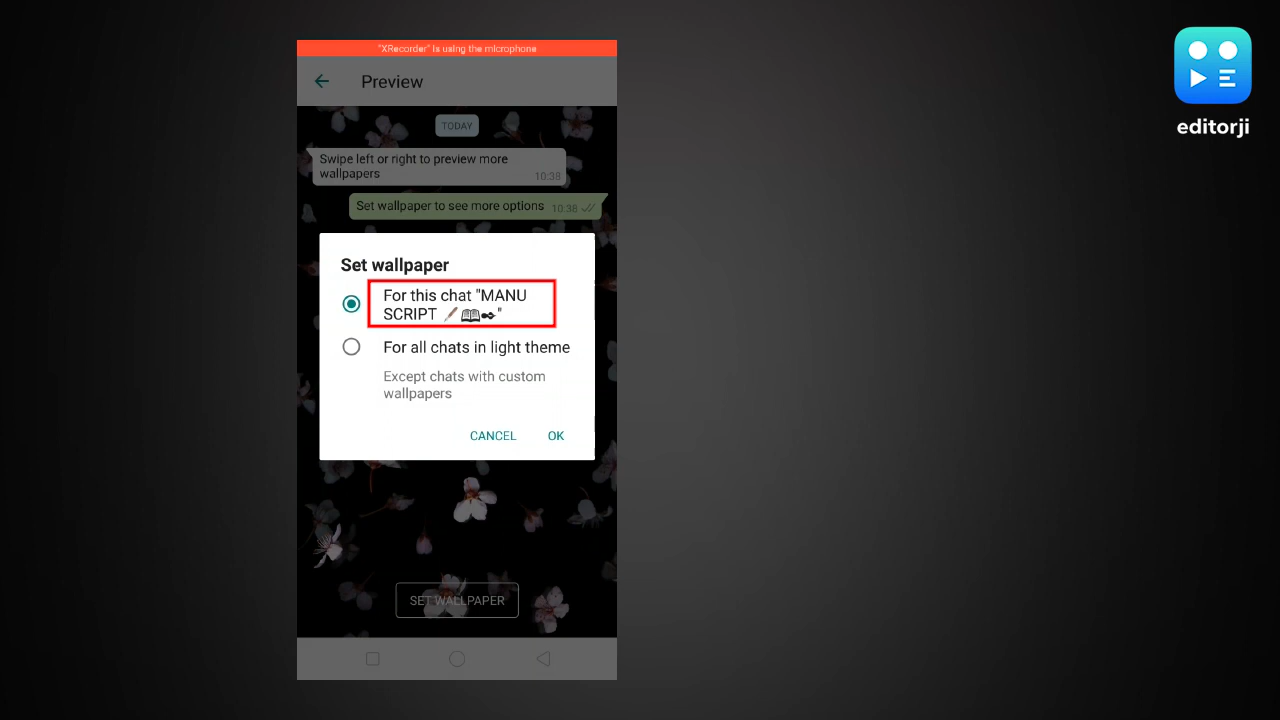 "XRecorder" is using the microphone
Preview
editorji
TODAY
Swipe left or right to preview more
wallpapers
10:38
Set wallpaper to see more options 10:38
Set wallpaper
For this chat "MANU
SCRIPT 🖌️📖✒️"
For all chats in light theme
Except chats with custom
wallpapers
CANCEL OK
SET WALLPAPER